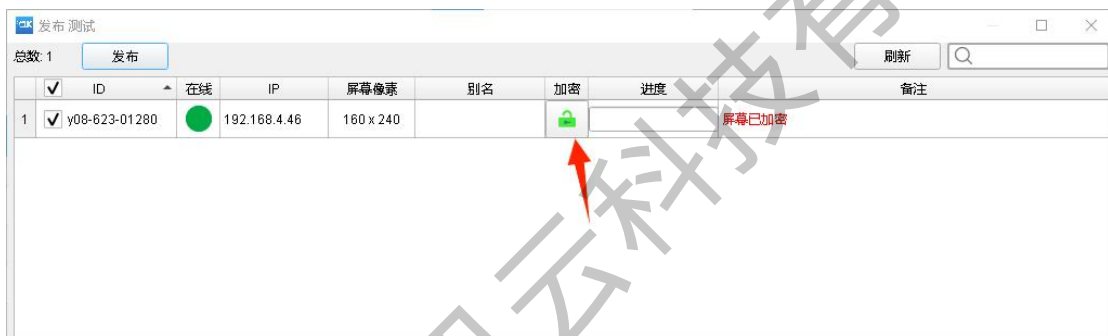 发布 测试
总数: 1 发布 刷新
ID 在线 IP 屏幕像素 别名 加密 进度 备注
1 y08-623-01280 192.168.4.46 160 x 240 屏幕已加密
云科技有